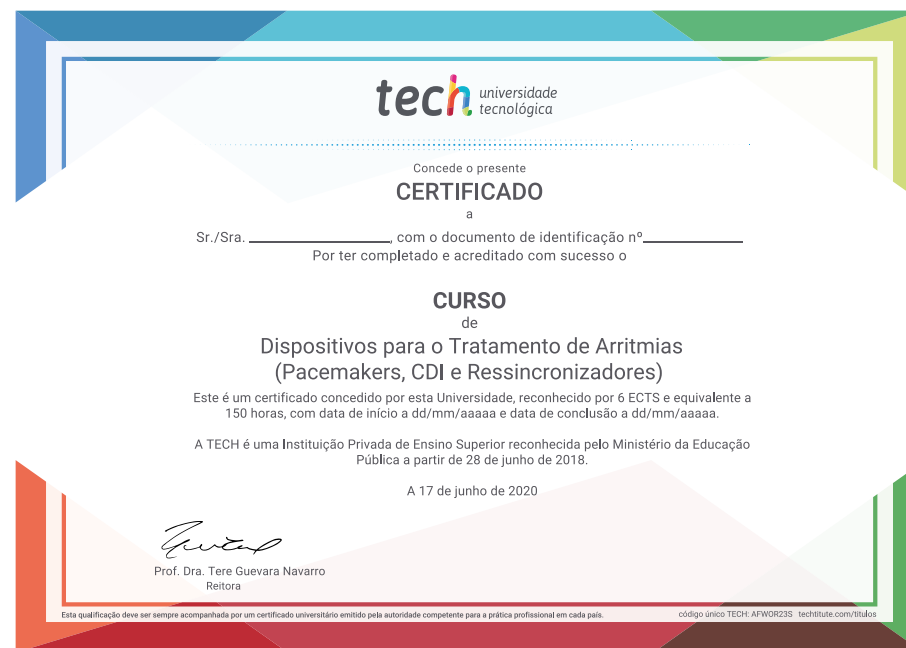 tech universidade
tecnológica
Concede o presente
CERTIFICADO
a
Sr./Sra. ____________________, com o documento de identificação nº______________
Por ter completado e acreditado com sucesso o
CURSO
de
Dispositivos para o Tratamento de Arritmias
(Pacemakers, CDI e Ressincronizadores)
Este é um certificado concedido por esta Universidade, reconhecido por 6 ECTS e equivalente a
150 horas, com data de início a dd/mm/aaaaa e data de conclusão a dd/mm/aaaaa.
A TECH é uma Instituição Privada de Ensino Superior reconhecida pelo Ministério da Educação
Pública a partir de 28 de junho de 2018.
A 17 de junho de 2020
Prof. Dra. Tere Guevara Navarro
Reitora
Esta qualificação deve ser sempre acompanhada por um certificado universitário emitido pela autoridade competente para a prática profissional em cada país. código único TECH: AFWOR23S techtitute.com/titulos